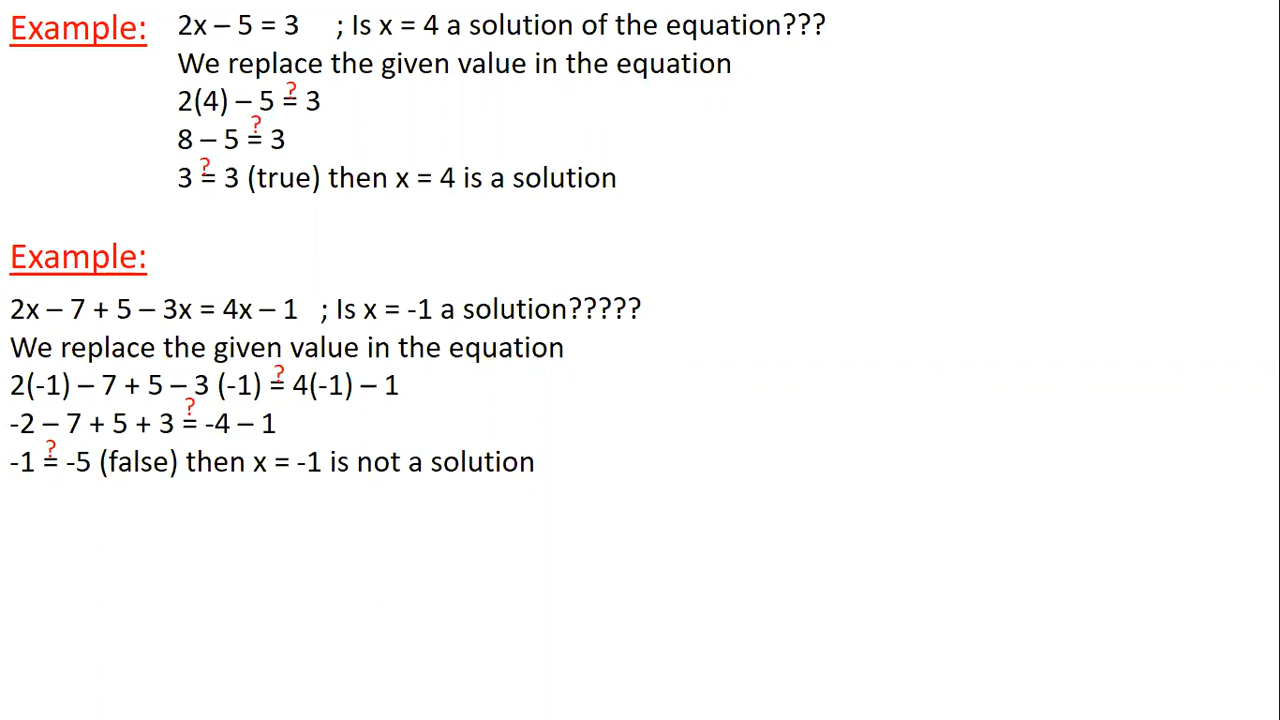 Example: 2x – 5 = 3 ; Is x = 4 a solution of the equation???
We replace the given value in the equation
2(4) – 5 ≟ 3
8 – 5 ≟ 3
3 ≟ 3 (true) then x = 4 is a solution
Example:
2x – 7 + 5 – 3x = 4x – 1 ; Is x = -1 a solution?????
We replace the given value in the equation
2(-1) – 7 + 5 – 3 (-1) ≟ 4(-1) – 1
-2 – 7 + 5 + 3 ≟ -4 – 1
-1 ≟ -5 (false) then x = -1 is not a solution